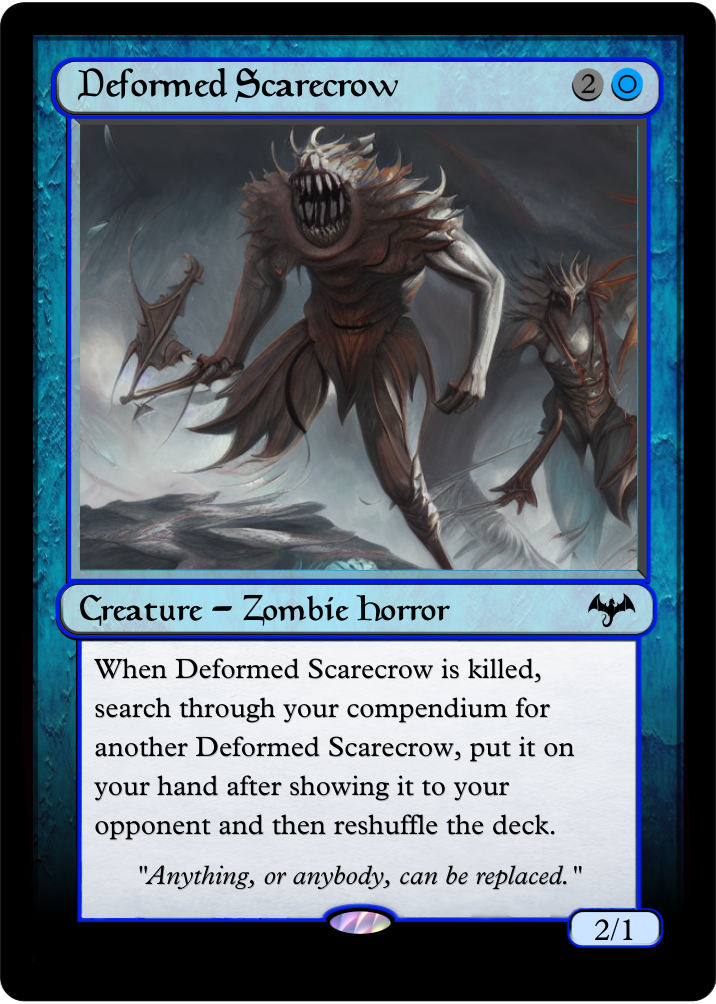 Deformed Scarecrow 2
Creature – Zombie Horror
When Deformed Scarecrow is killed,
search through your compendium for
another Deformed Scarecrow, put it on
your hand after showing it to your
opponent and then reshuffle the deck.
"Anything, or anybody, can be replaced."
2/1